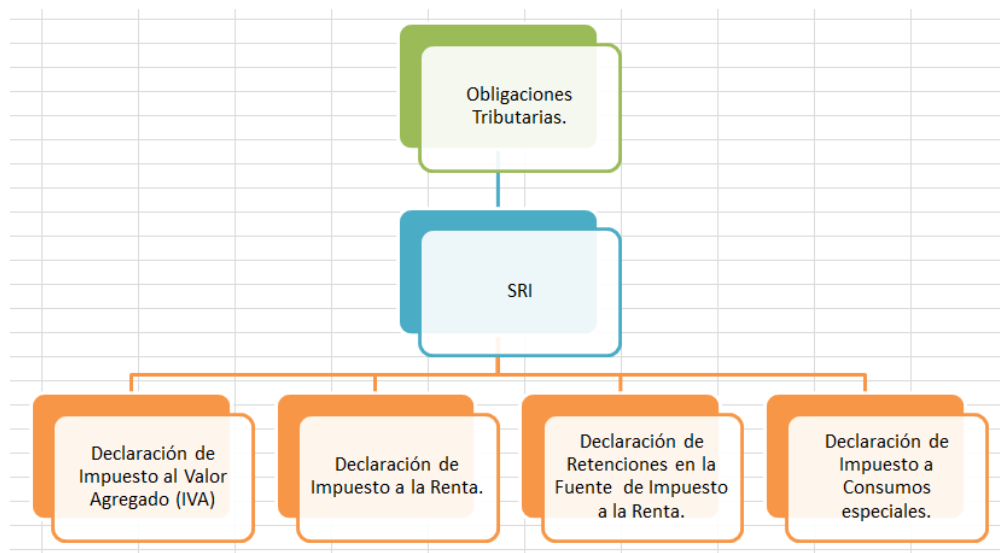 Obligaciones
Tributarias.
SRI
Declaración de
Impuesto al Valor
Agregado (IVA)
Declaración de
Impuesto a la Renta.
Declaración de
Retenciones en la
Fuente de Impuesto
a la Renta.
Declaración de
Impuesto a
Consumos
especiales.